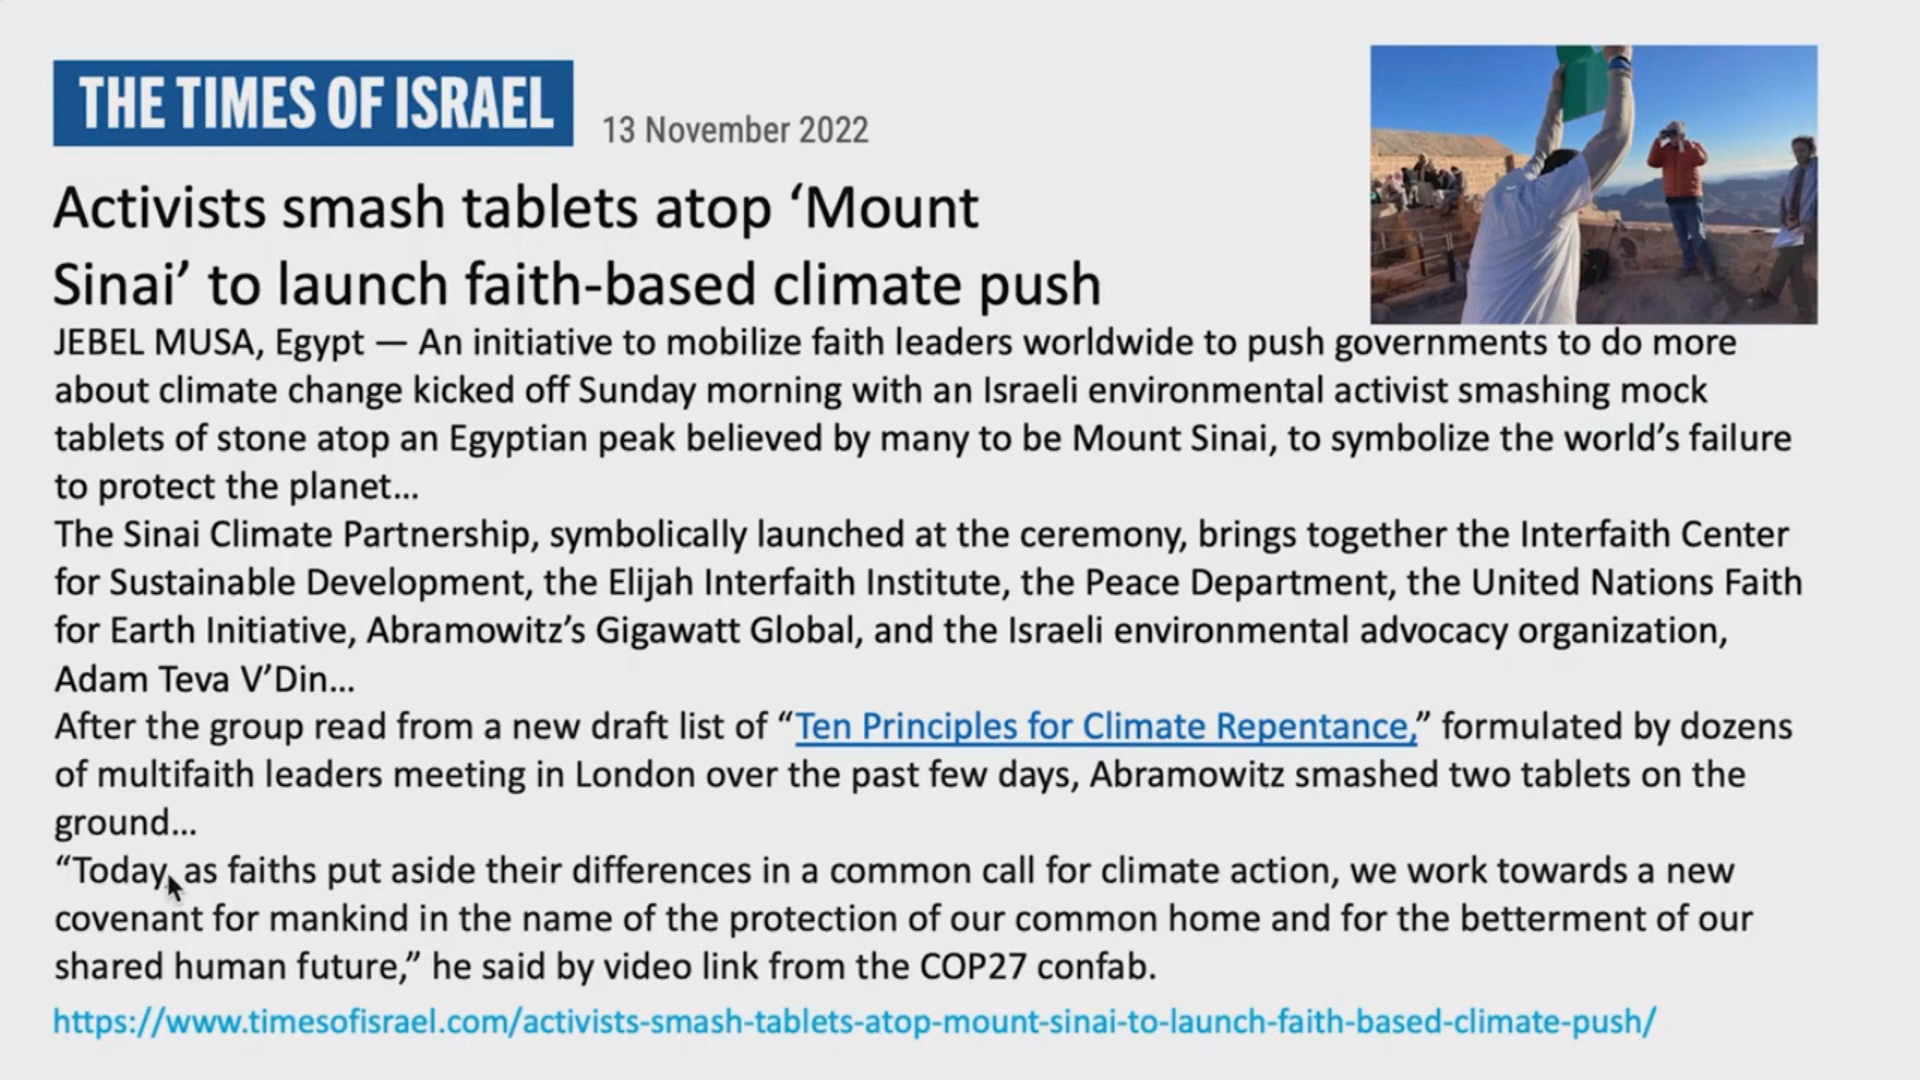 THE TIMES OF ISRAEL
13 November 2022
Activists smash tablets atop ‘Mount
Sinai’ to launch faith-based climate push
JEBEL MUSA, Egypt — An initiative to mobilize faith leaders worldwide to push governments to do more
about climate change kicked off Sunday morning with an Israeli environmental activist smashing mock
tablets of stone atop an Egyptian peak believed by many to be Mount Sinai, to symbolize the world’s failure
to protect the planet…
The Sinai Climate Partnership, symbolically launched at the ceremony, brings together the Interfaith Center
for Sustainable Development, the Elijah Interfaith Institute, the Peace Department, the United Nations Faith
for Earth Initiative, Abramowitz’s Gigawatt Global, and the Israeli environmental advocacy organization,
Adam Teva V’Din…
After the group read from a new draft list of “Ten Principles for Climate Repentance,” formulated by dozens
of multifaith leaders meeting in London over the past few days, Abramowitz smashed two tablets on the
ground…
“Today, as faiths put aside their differences in a common call for climate action, we work towards a new
covenant for mankind in the name of the protection of our common home and for the betterment of our
shared human future,” he said by video link from the COP27 confab.
https://www.timesofisrael.com/activists-smash-tablets-atop-mount-sinai-to-launch-faith-based-climate-push/